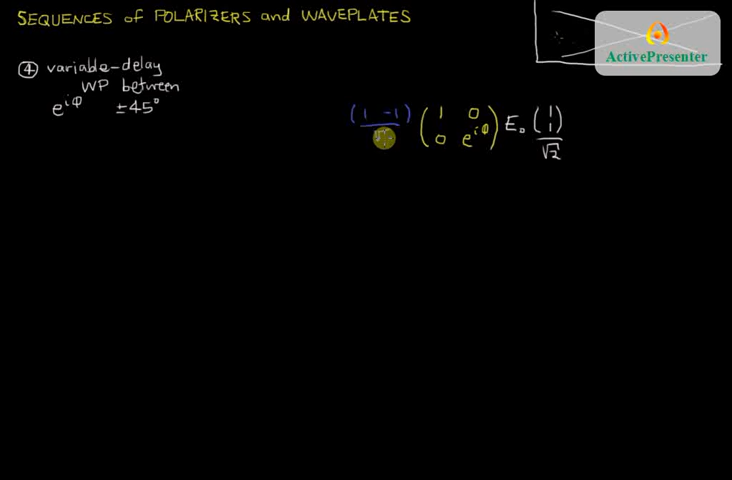 SEQUENCES of POLARIZERS and WAVEPLATES
④ variable-delay
WP between
e^{iφ} ±45°
(1 -1)/√2 (1 0; 0 e^{iφ}) E₀ (1; 1)/√2
ActivePresenter